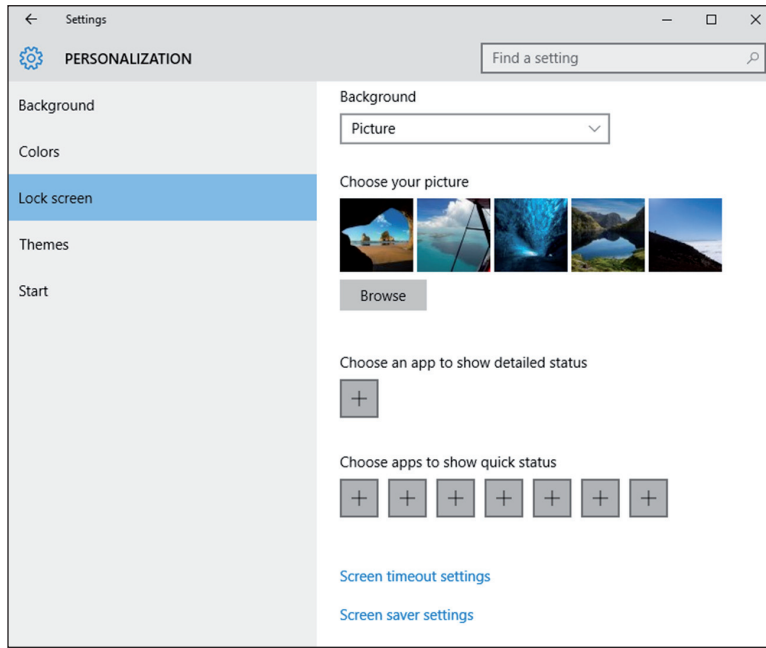 Settings
PERSONALIZATION
Find a setting
Background
Colors
Lock screen
Themes
Start
Background
Picture
Choose your picture
Browse
Choose an app to show detailed status
Choose apps to show quick status
Screen timeout settings
Screen saver settings